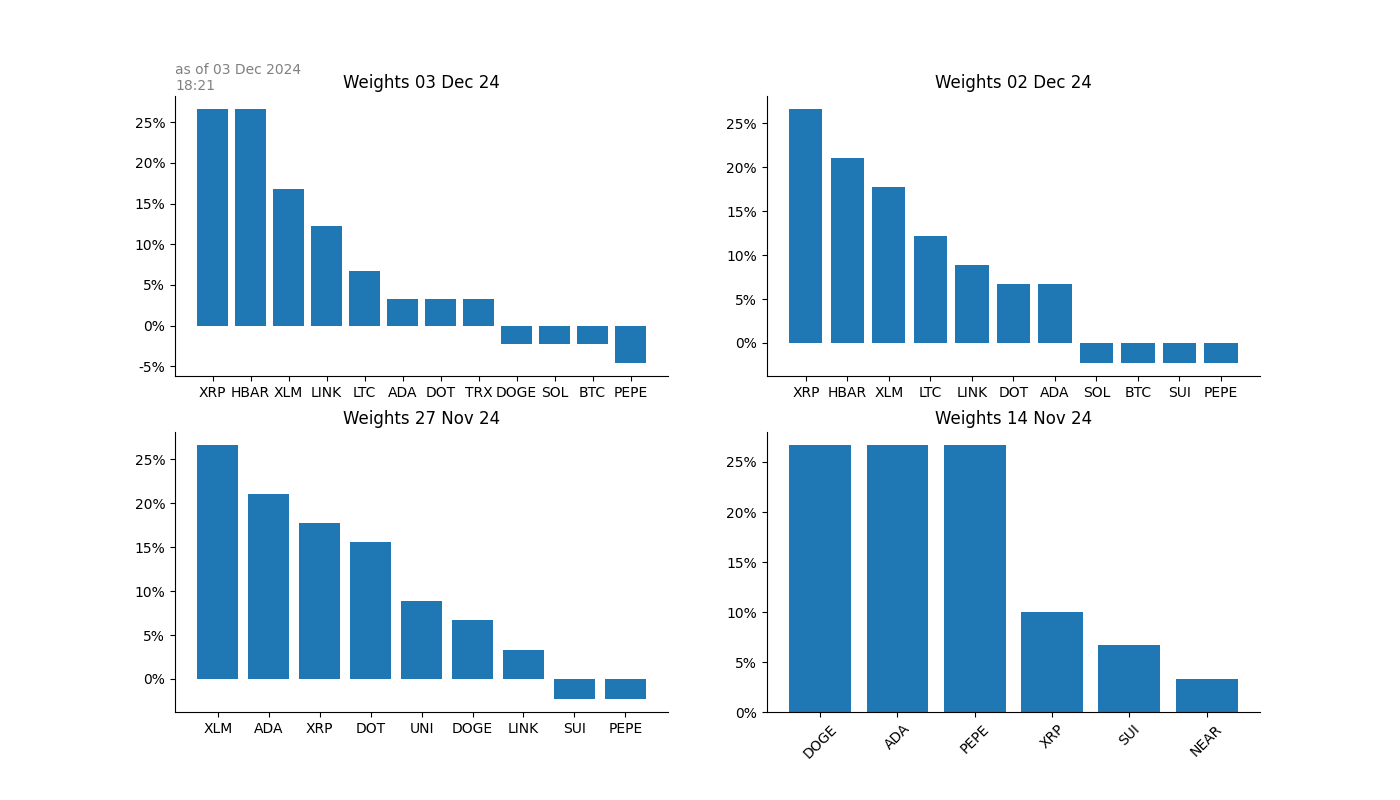 as of 03 Dec 2024
18:21
Weights 03 Dec 24
25%
20%
15%
10%
5%
0%
-5%
XRP HBAR XLM LINK LTC ADA DOT TRX DOGE SOL BTC PEPE
Weights 02 Dec 24
25%
20%
15%
10%
5%
0%
XRP HBAR XLM LTC LINK DOT ADA SOL BTC SUI PEPE
Weights 27 Nov 24
25%
20%
15%
10%
5%
0%
XLM ADA XRP DOT UNI DOGE LINK SUI PEPE
Weights 14 Nov 24
25%
20%
15%
10%
5%
0%
DOGE ADA PEPE XRP SUI NEAR